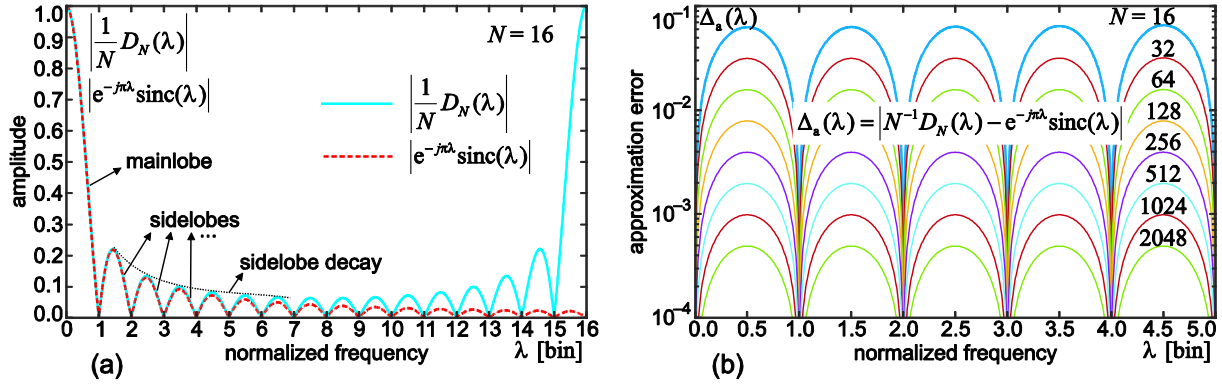 1.0
0.9
0.8
0.7
0.6
0.5
0.4
0.3
0.2
0.1
0.0
amplitude
|1/N D_N(λ)|
|e^{-jπλ} sinc(λ)|
N = 16
|1/N D_N(λ)|
|e^{-jπλ} sinc(λ)|
mainlobe
sidelobes
...
sidelobe decay
0 1 2 3 4 5 6 7 8 9 10 11 12 13 14 15 16
normalized frequency λ [bin]
(a)
10^{-1}
10^{-2}
10^{-3}
10^{-4}
approximation error
Δ_a(λ)
N = 16
32
64
128
256
512
1024
2048
Δ_a(λ) = |N^{-1}D_N(λ) − e^{-jπλ} sinc(λ)|
0.0 0.5 1.0 1.5 2.0 2.5 3.0 3.5 4.0 4.5 5.0
normalized frequency λ [bin]
(b)